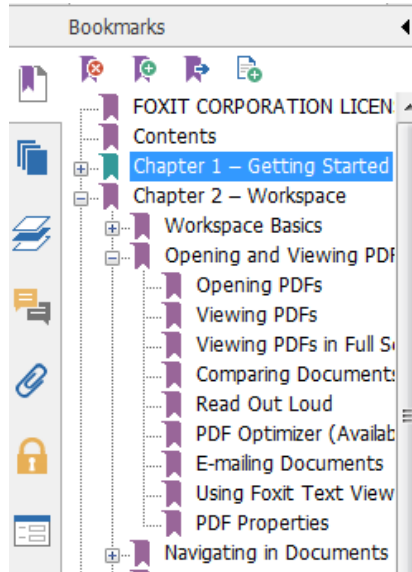 Bookmarks
FOXIT CORPORATION LICEN
Contents
Chapter 1 – Getting Started
Chapter 2 – Workspace
Workspace Basics
Opening and Viewing PDF
Opening PDFs
Viewing PDFs
Viewing PDFs in Full S
Comparing Documents
Read Out Loud
PDF Optimizer (Availab
E-mailing Documents
Using Foxit Text View
PDF Properties
Navigating in Documents